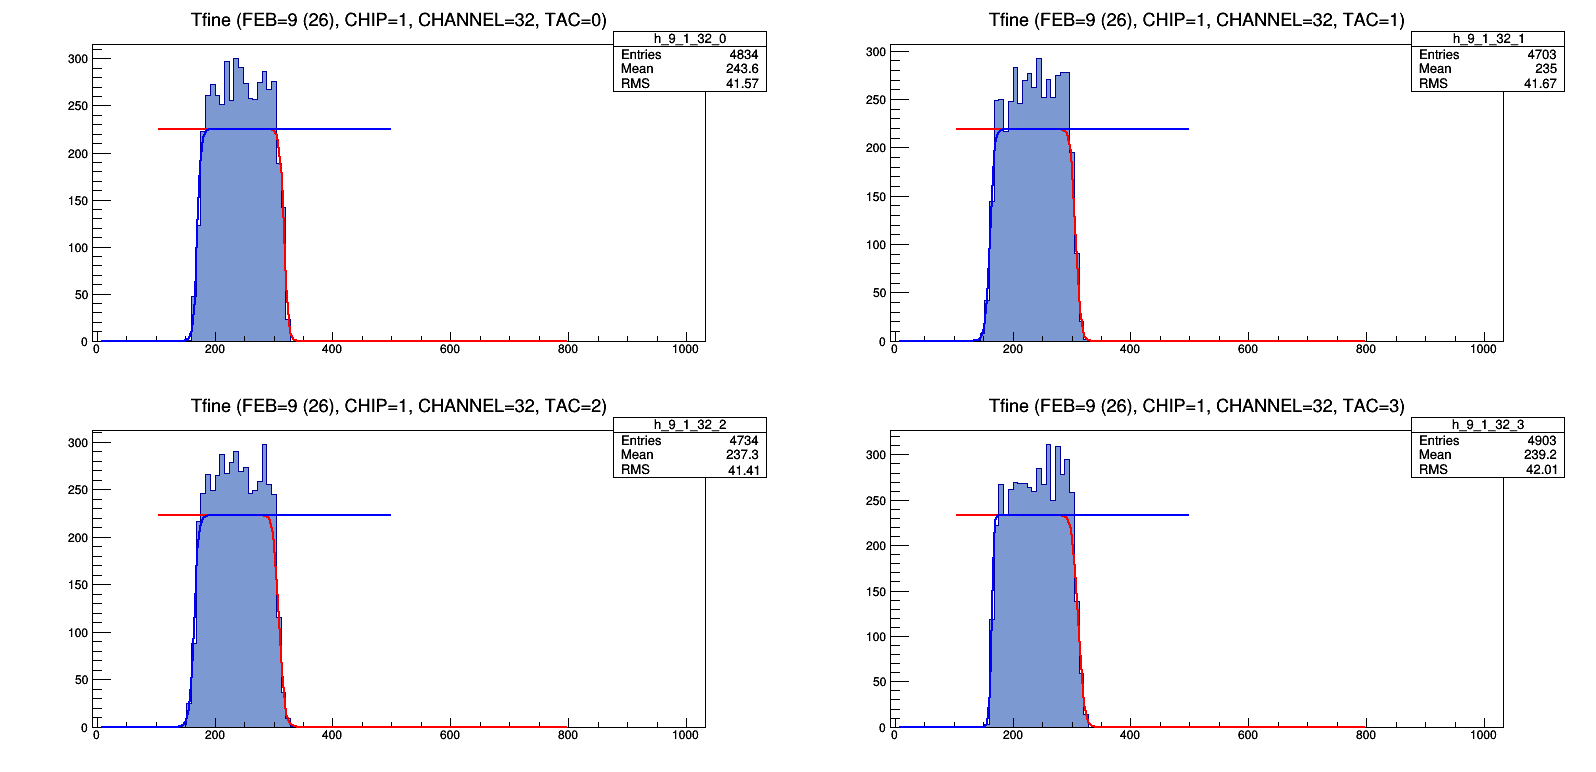 Tfine (FEB=9 (26), CHIP=1, CHANNEL=32, TAC=0)
h_9_1_32_0
Entries 4834
Mean 243.6
RMS 41.57
300
250
200
150
100
50
0
0 200 400 600 800 1000
Tfine (FEB=9 (26), CHIP=1, CHANNEL=32, TAC=1)
h_9_1_32_1
Entries 4703
Mean 235
RMS 41.67
300
250
200
150
100
50
0
0 200 400 600 800 1000
Tfine (FEB=9 (26), CHIP=1, CHANNEL=32, TAC=2)
h_9_1_32_2
Entries 4734
Mean 237.3
RMS 41.41
300
250
200
150
100
50
0
0 200 400 600 800 1000
Tfine (FEB=9 (26), CHIP=1, CHANNEL=32, TAC=3)
h_9_1_32_3
Entries 4903
Mean 239.2
RMS 42.01
300
250
200
150
100
50
0
0 200 400 600 800 1000